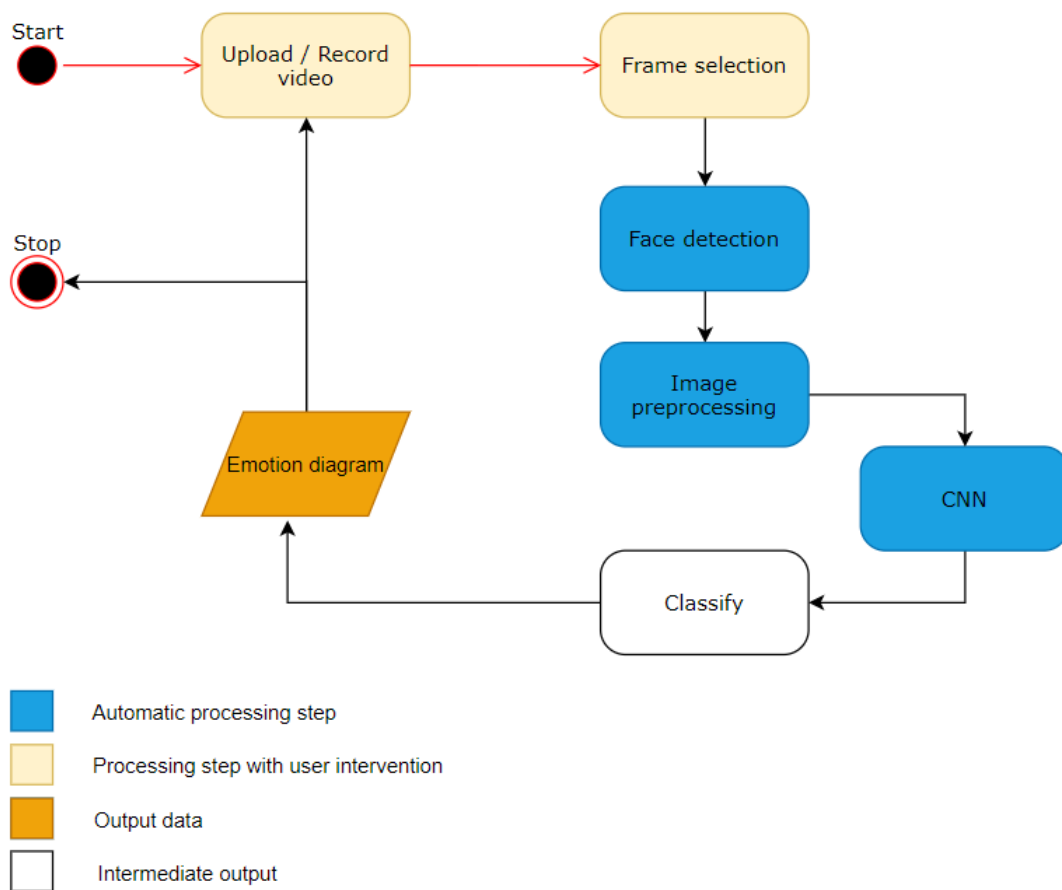 Start
Upload / Record
video
Frame selection
Stop
Face detection
Image
preprocessing
Emotion diagram
CNN
Classify
Automatic processing step
Processing step with user intervention
Output data
Intermediate output